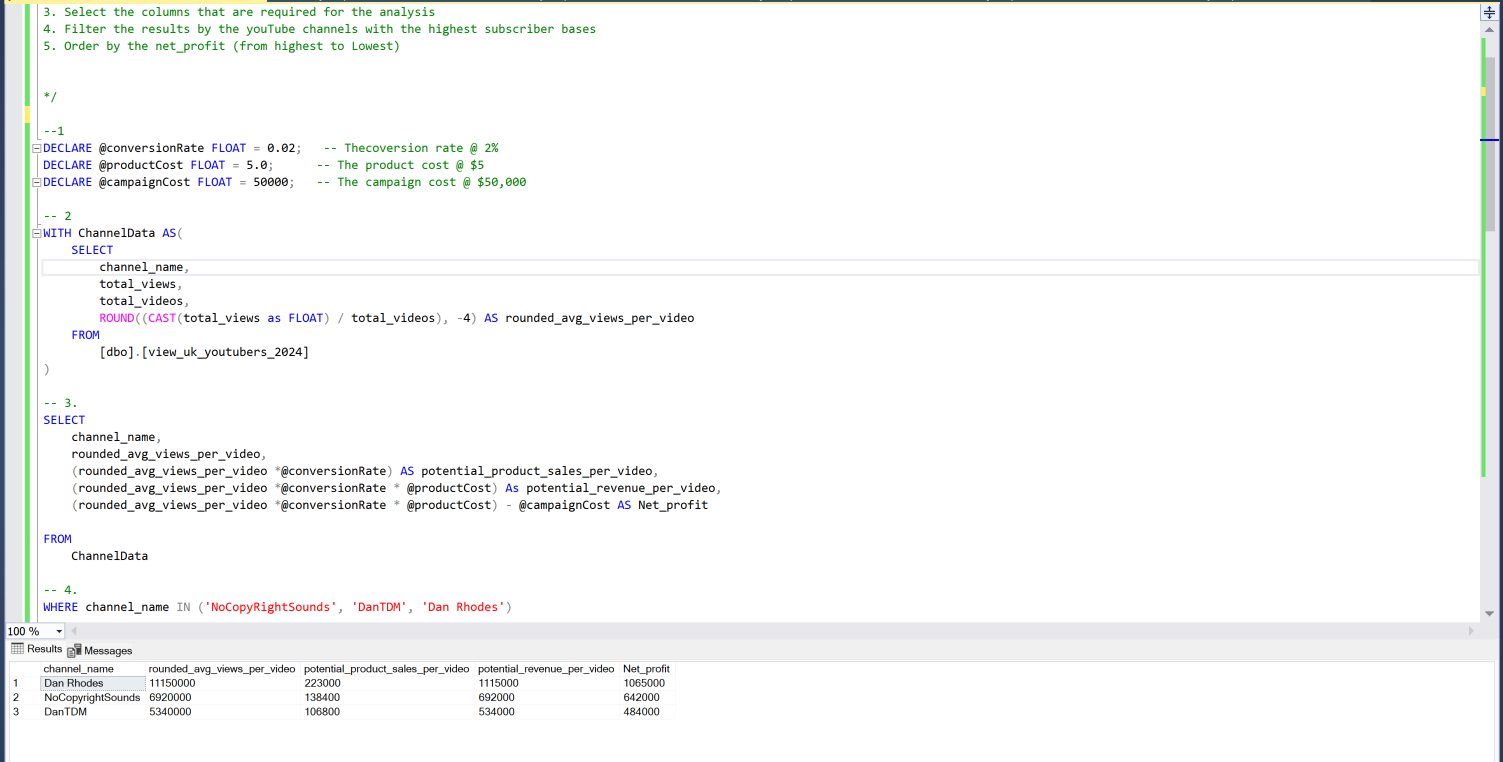 3. Select the columns that are required for the analysis
4. Filter the results by the youTube channels with the highest subscriber bases
5. Order by the net_profit (from highest to Lowest)
*/
--1
DECLARE @conversionRate FLOAT = 0.02;   -- Thecoversion rate @ 2%
DECLARE @productCost FLOAT = 5.0;      -- The product cost @ $5
DECLARE @campaignCost FLOAT = 50000;   -- The campaign cost @ $50,000
-- 2
WITH ChannelData AS(
SELECT
channel_name,
total_views,
total_videos,
ROUND((CAST(total_views as FLOAT) / total_videos), -4) AS rounded_avg_views_per_video
FROM
[dbo].[view_uk_youtubers_2024]
)
-- 3.
SELECT
channel_name,
rounded_avg_views_per_video,
(rounded_avg_views_per_video *@conversionRate) AS potential_product_sales_per_video,
(rounded_avg_views_per_video *@conversionRate * @productCost) As potential_revenue_per_video,
(rounded_avg_views_per_video *@conversionRate * @productCost) - @campaignCost AS Net_profit
FROM
ChannelData
-- 4.
WHERE channel_name IN ('NoCopyRightSounds', 'DanTDM', 'Dan Rhodes')
100 %
Results Messages
channel_name rounded_avg_views_per_video potential_product_sales_per_video potential_revenue_per_video Net_profit
1 Dan Rhodes 11150000 223000 1115000 1065000
2 NoCopyrightSounds 6920000 138400 692000 642000
3 DanTDM 5340000 106800 534000 484000